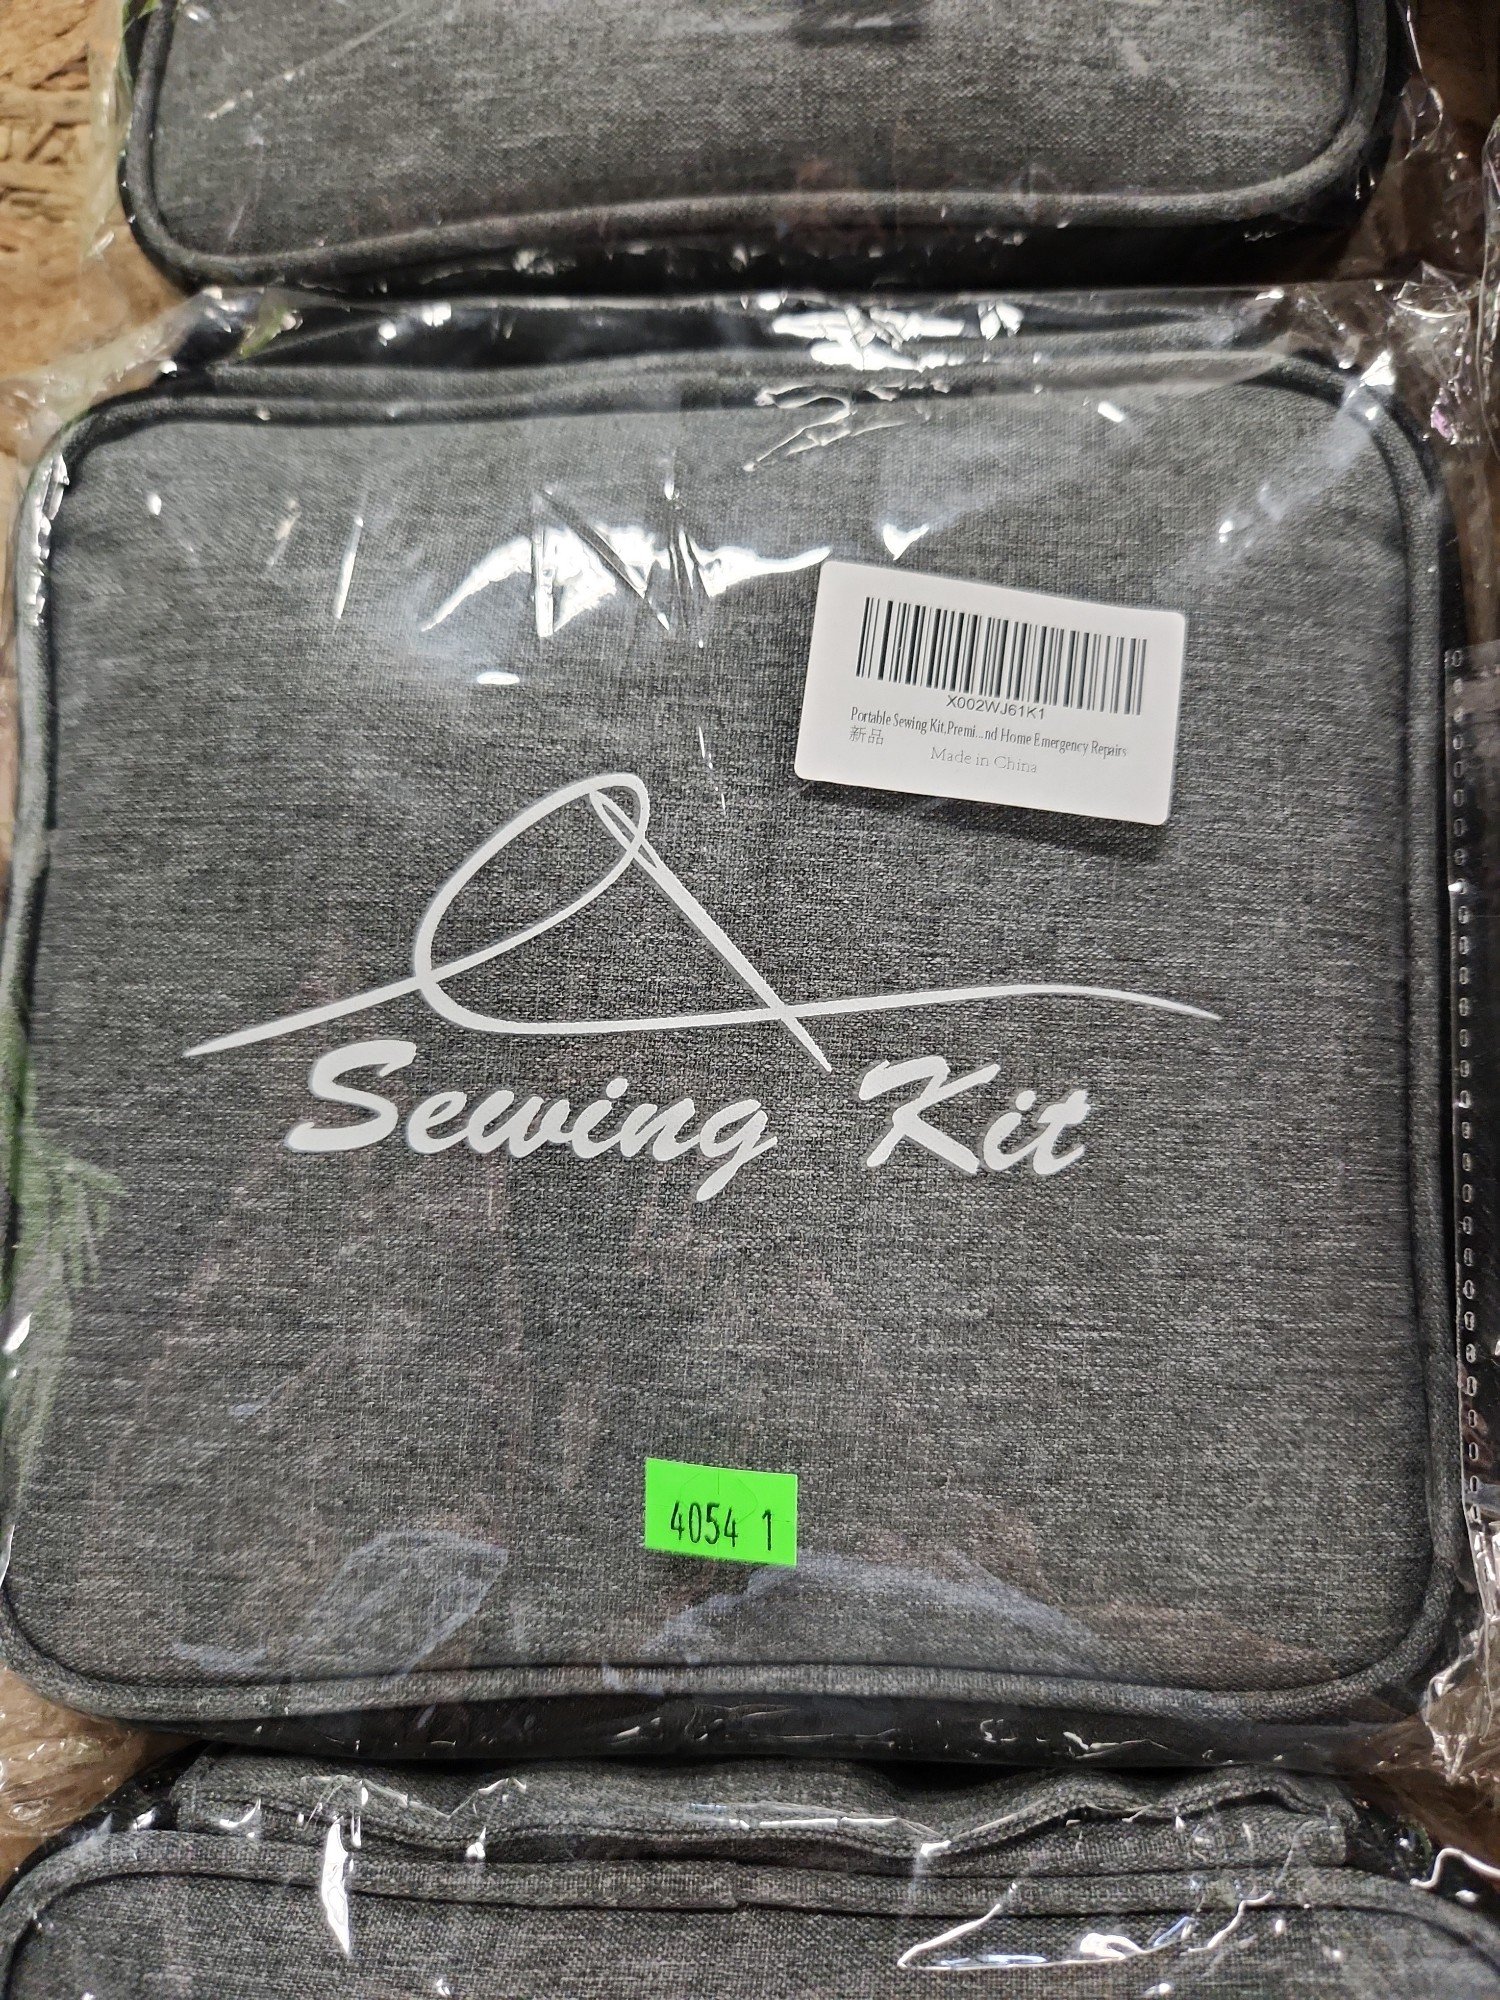 X002WJ61K1
Portable Sewing Kit,Premi...nd Home Emergency Repairs
新品
Made in China
Sewing Kit
4054 1